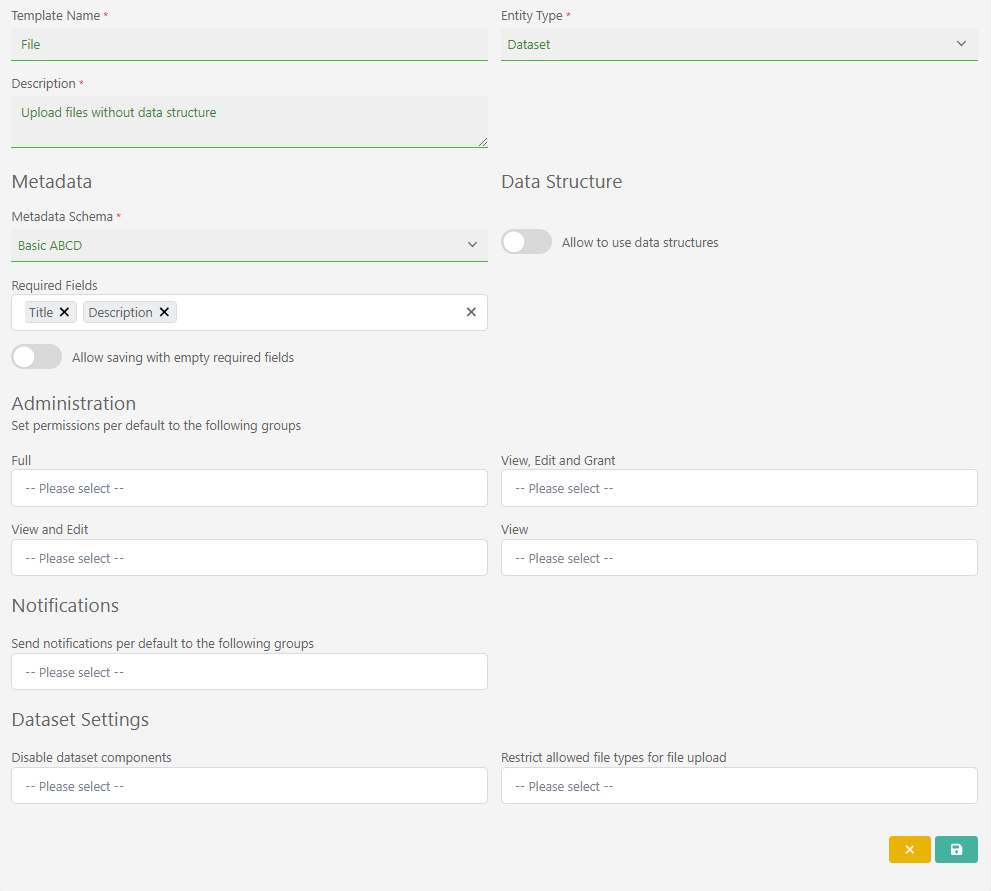 Template Name *
Entity Type *
File
Dataset
Description *
Upload files without data structure
Metadata
Data Structure
Metadata Schema *
Basic ABCD
Allow to use data structures
Required Fields
Title
Description
Allow saving with empty required fields
Administration
Set permissions per default to the following groups
Full
View, Edit and Grant
-- Please select --
-- Please select --
View and Edit
View
-- Please select --
-- Please select --
Notifications
Send notifications per default to the following groups
-- Please select --
Dataset Settings
Disable dataset components
Restrict allowed file types for file upload
-- Please select --
-- Please select --